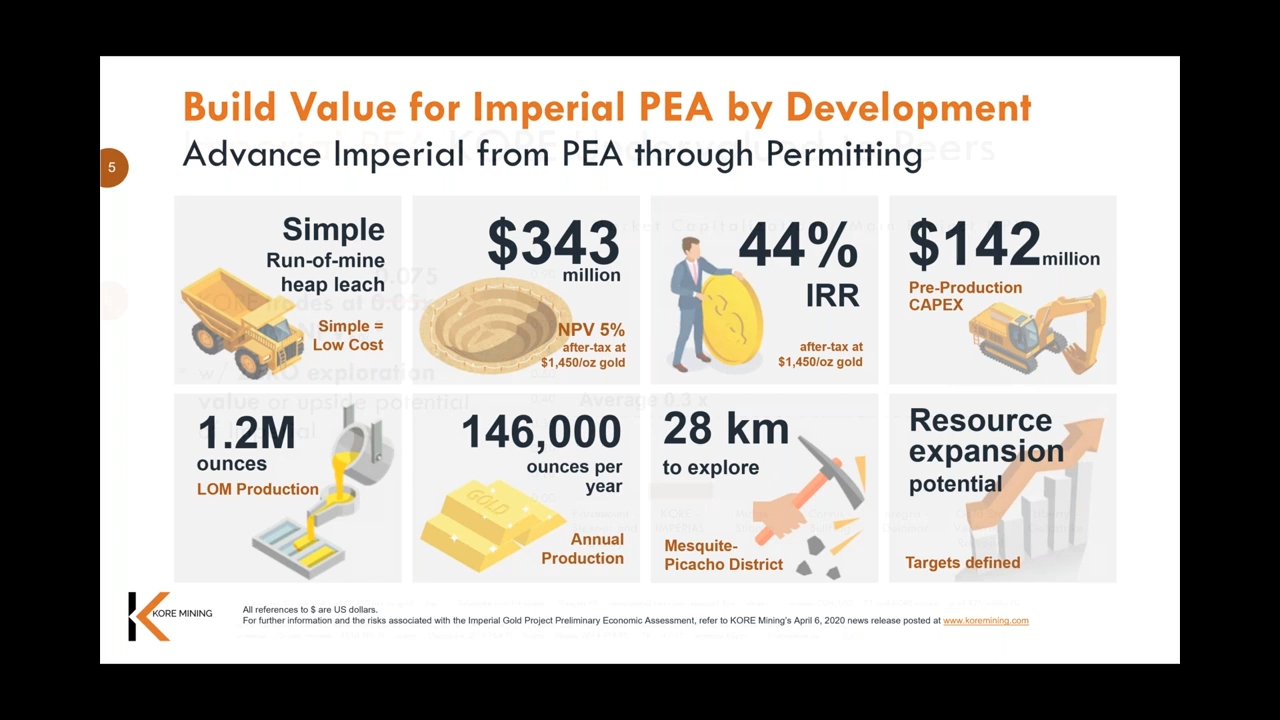 Build Value for Imperial PEA by Development
Advance Imperial from PEA through Permitting
5
Simple
Run-of-mine
heap leach
Simple =
Low Cost
$343
million
NPV 5%
after-tax at
$1,450/oz gold
44%
IRR
after-tax at
$1,450/oz gold
$142 million
Pre-Production
CAPEX
1.2M
ounces
LOM Production
146,000
ounces per
year
GOLD
Annual
Production
28 km
to explore
Mesquite-
Picacho District
Resource
expansion
potential
Targets defined
KORE MINING
All references to $ are US dollars.
For further information and the risks associated with the Imperial Gold Project Preliminary Economic Assessment, refer to KORE Mining's April 6, 2020 news release posted at www.koremining.com